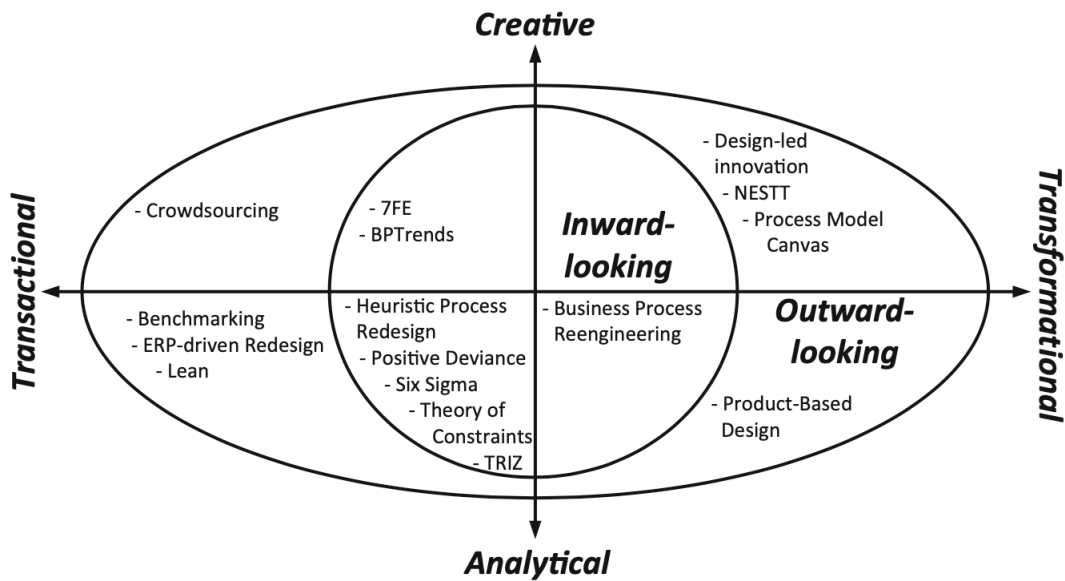 Creative
- Design-led
innovation
- NESTT
- Process Model
Canvas
- Crowdsourcing
- 7FE
- BPTrends
Inward-
looking
Transactional
Transformational
- Benchmarking
- ERP-driven Redesign
- Lean
- Heuristic Process
Redesign
- Positive Deviance
- Six Sigma
- Theory of
Constraints
- TRIZ
- Business Process
Reengineering
Outward-
looking
- Product-Based
Design
Analytical